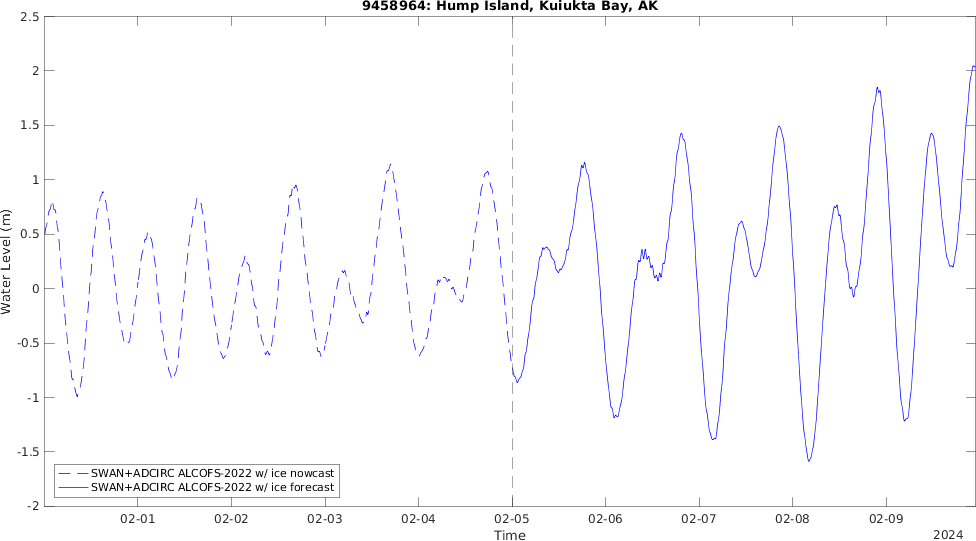 9458964: Hump Island, Kuiukta Bay, AK
2.5
2
1.5
1
0.5
0
-0.5
-1
-1.5
-2
Water Level (m)
SWAN+ADCIRC ALCOFS-2022 w/ ice nowcast
SWAN+ADCIRC ALCOFS-2022 w/ ice forecast
02-01 02-02 02-03 02-04 02-05 02-06 02-07 02-08 02-09
Time
2024